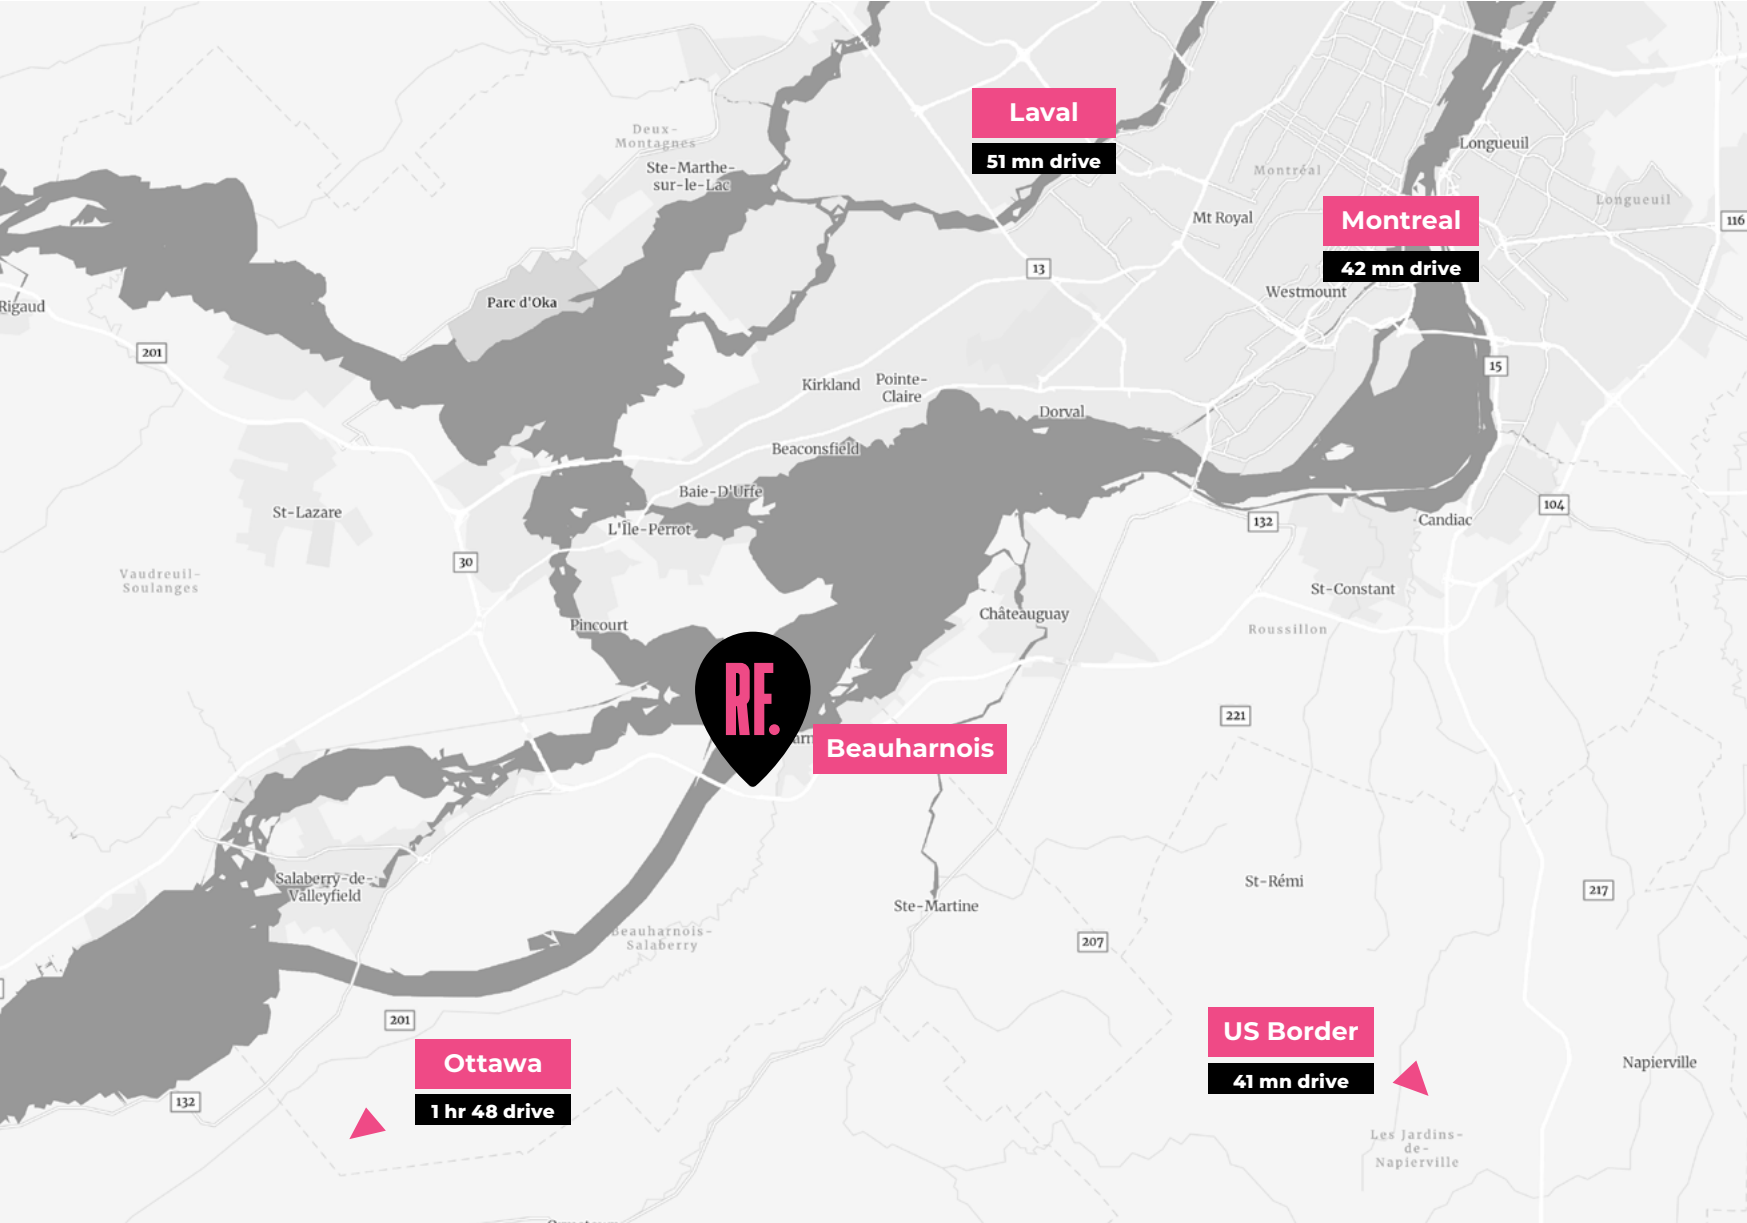 Laval
51 mn drive
Deux-
Montagnes
Longueuil
Ste-Marthe-
sur-le-Lac
Montréal
Longueuil
Mt Royal
Montreal
42 mn drive
116
13
Parc d'Oka
Westmount
Rigaud
201
15
Kirkland
Pointe-
Claire
Dorval
Beaconsfield
Baie-D'Urfe
St-Lazare
L'Île-Perrot
132
Candiac
104
30
Vaudreuil-
Soulanges
St-Constant
Châteauguay
Pincourt
Roussillon
RF.
221
Beauharnois
Salaberry-de-
Valleyfield
St-Rémi
217
Ste-Martine
Beauharnois-
Salaberry
207
201
Ottawa
1 hr 48 drive
US Border
41 mn drive
Napierville
132
Les Jardins-
de-
Napierville